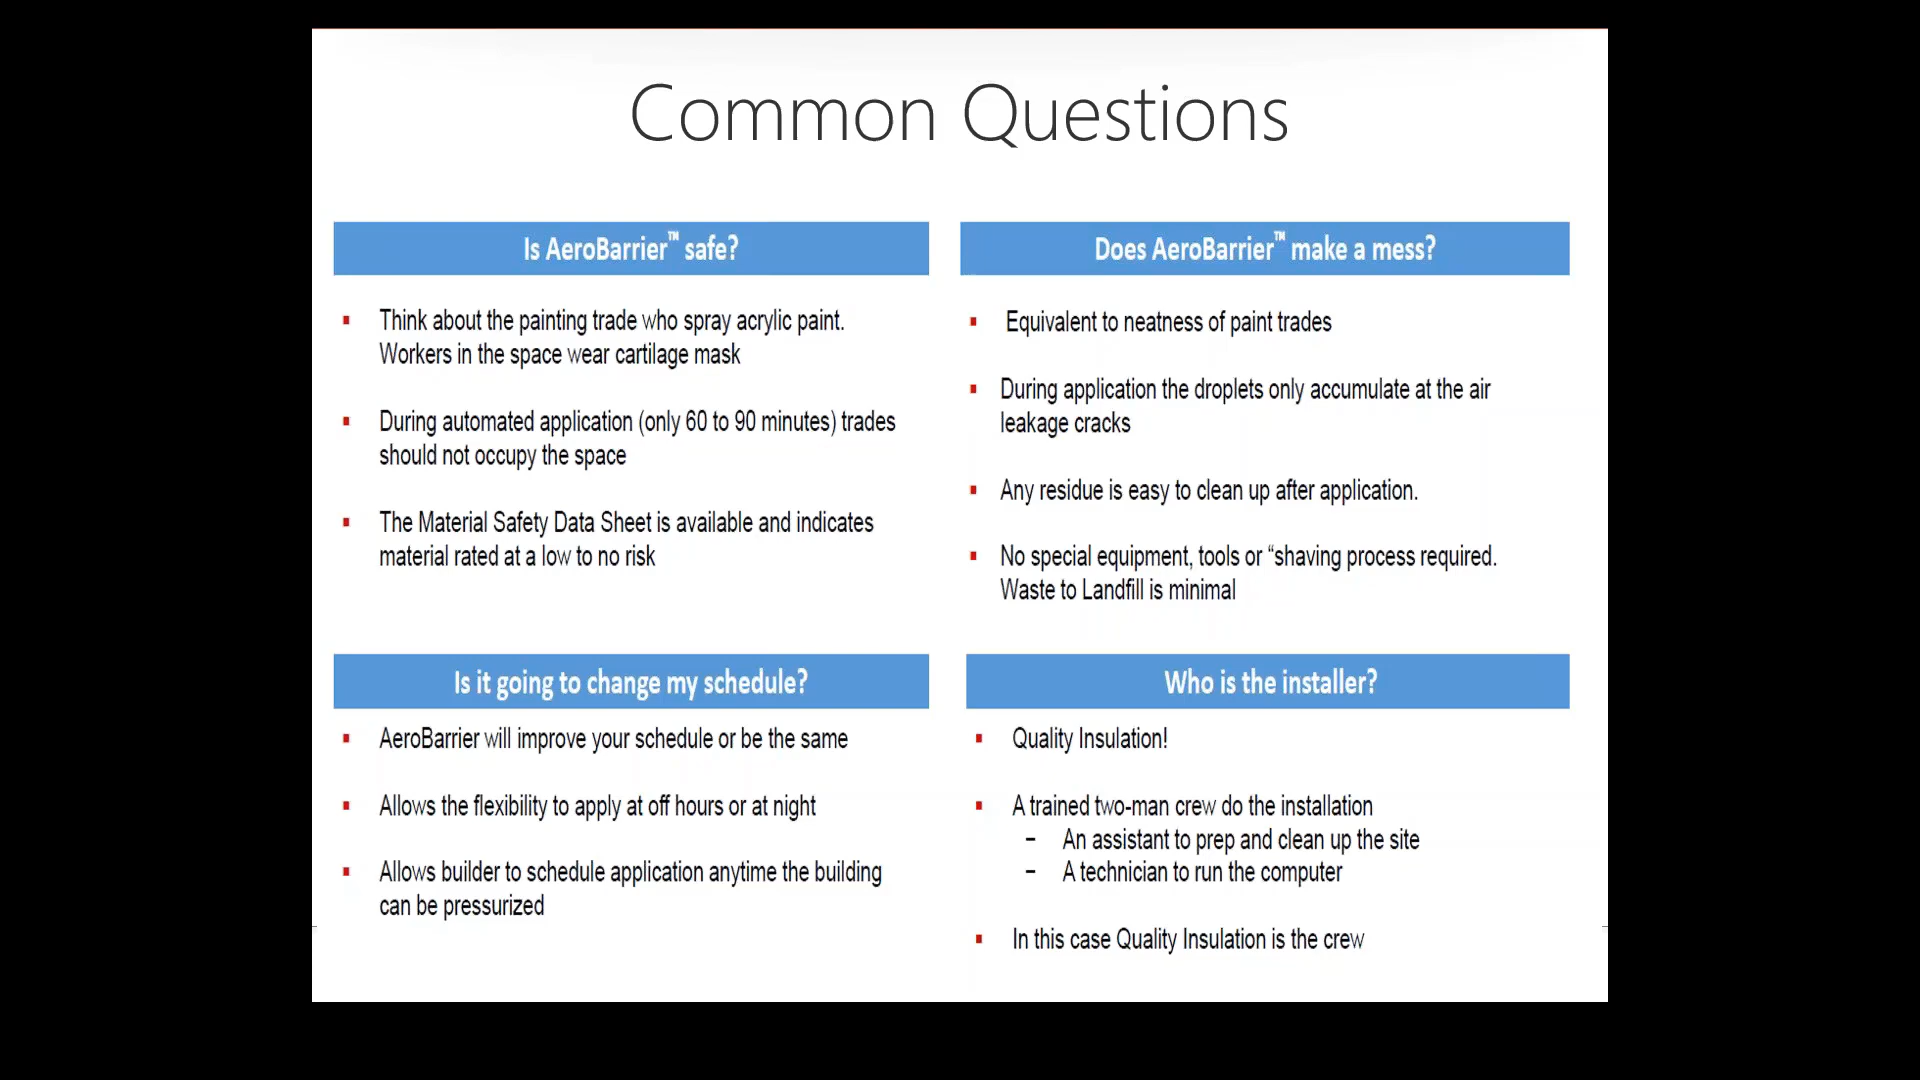 Common Questions
Is AeroBarrier™ safe?
▪ Think about the painting trade who spray acrylic paint.
Workers in the space wear cartilage mask
▪ During automated application (only 60 to 90 minutes) trades
should not occupy the space
▪ The Material Safety Data Sheet is available and indicates
material rated at a low to no risk
Does AeroBarrier™ make a mess?
▪ Equivalent to neatness of paint trades
▪ During application the droplets only accumulate at the air
leakage cracks
▪ Any residue is easy to clean up after application.
▪ No special equipment, tools or “shaving process required.
Waste to Landfill is minimal
Is it going to change my schedule?
▪ AeroBarrier will improve your schedule or be the same
▪ Allows the flexibility to apply at off hours or at night
▪ Allows builder to schedule application anytime the building
can be pressurized
Who is the installer?
▪ Quality Insulation!
▪ A trained two-man crew do the installation
– An assistant to prep and clean up the site
– A technician to run the computer
▪ In this case Quality Insulation is the crew